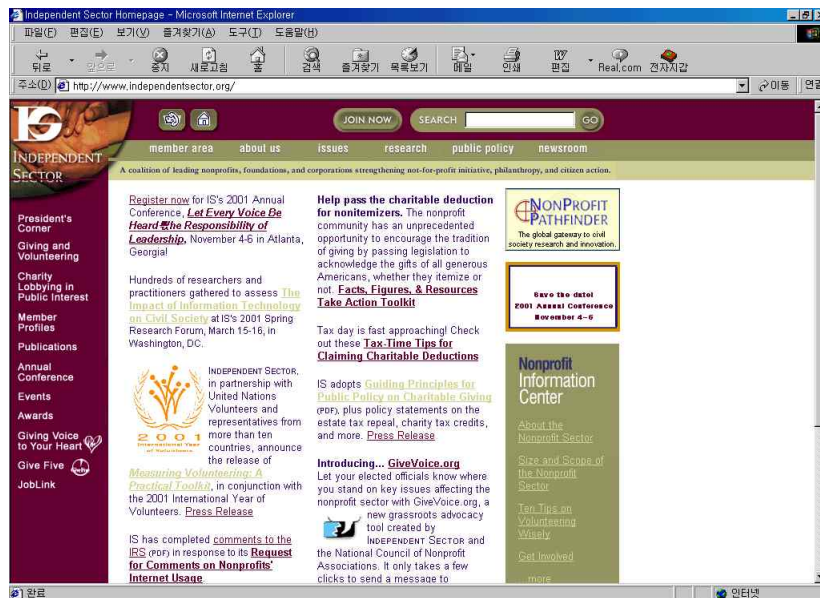 Independent Sector Homepage - Microsoft Internet Explorer
파일(F) 편집(E) 보기(V) 즐겨찾기(A) 도구(T) 도움말(H)
뒤로 앞으로 중지 새로고침 홈 검색 즐겨찾기 목록보기 메일 인쇄 편집 Real.com 전자지갑
주소(D) http://www.independentsector.org/ 이동 연결
IS
INDEPENDENT
SECTOR
JOIN NOW SEARCH GO
member area about us issues research public policy newsroom
A coalition of leading nonprofits, foundations, and corporations strengthening not-for-profit initiative, philanthropy, and citizen action.
President's
Corner
Giving and
Volunteering
Charity
Lobbying in
Public Interest
Member
Profiles
Publications
Annual
Conference
Events
Awards
Giving Voice
to Your Heart
Give Five
JobLink
Register now for IS's 2001 Annual
Conference, Let Every Voice Be
Heard Responsibility of
Leadership, November 4-6 in Atlanta,
Georgia!
Hundreds of researchers and
practitioners gathered to assess The
Impact of Information Technology
on Civil Society at IS's 2001 Spring
Research Forum, March 15-16, in
Washington, DC.
2001
International Year
of Volunteers
INDEPENDENT SECTOR,
in partnership with
United Nations
Volunteers and
representatives from
more than ten
countries, announce
the release of
Measuring Volunteering: A
Practical Toolkit, in conjunction with
the 2001 International Year of
Volunteers. Press Release
IS has completed comments to the
IRS (PDF) in response to its Request
for Comments on Nonprofits'
Internet Usage
Help pass the charitable deduction
for nonitemizers. The nonprofit
community has an unprecedented
opportunity to encourage the tradition
of giving by passing legislation to
acknowledge the gifts of all generous
Americans, whether they itemize or
not. Facts, Figures, & Resources
Take Action Toolkit
Tax day is fast approaching! Check
out these Tax-Time Tips for
Claiming Charitable Deductions
IS adopts Guiding Principles for
Public Policy on Charitable Giving
(PDF), plus policy statements on the
estate tax repeal, charity tax credits,
and more. Press Release
Introducing... GiveVoice.org
Let your elected officials know where
you stand on key issues affecting the
nonprofit sector with GiveVoice.org, a
new grassroots advocacy
tool created by
INDEPENDENT SECTOR and
the National Council of Nonprofit
Associations. It only takes a few
clicks to send a message to
NONPROFIT
PATHFINDER
The global gateway to civil
society research and innovation.
Save the date!
2001 Annual Conference
November 4-6
Nonprofit
Information
Center
About the
Nonprofit Sector
Size and Scope of
the Nonprofit
Sector
Ten Tips on
Volunteering
Wisely
Get Involved
more
완료 인터넷